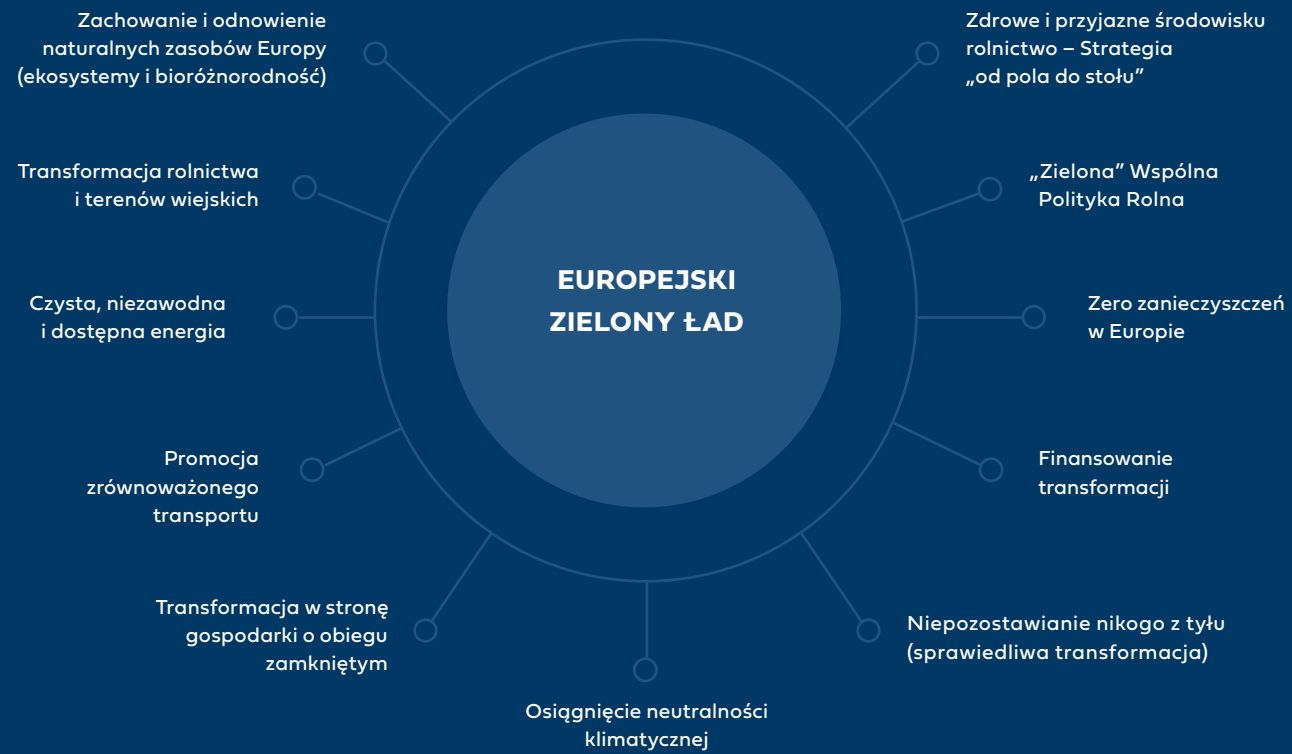 Zachowanie i odnowienie
naturalnych zasobów Europy
(ekosystemy i bioróżnorodność)
Transformacja rolnictwa
i terenów wiejskich
Czysta, niezawodna
i dostępna energia
Promocja
zrównoważonego
transportu
Transformacja w stronę
gospodarki o obiegu
zamkniętym
Osiągnięcie neutralności
klimatycznej
EUROPEJSKI
ZIELONY ŁAD
Zdrowe i przyjazne środowisku
rolnictwo – Strategia
„od pola do stołu”
„Zielona” Wspólna
Polityka Rolna
Zero zanieczyszczeń
w Europie
Finansowanie
transformacji
Niepozostawianie nikogo z tyłu
(sprawiedliwa transformacja)